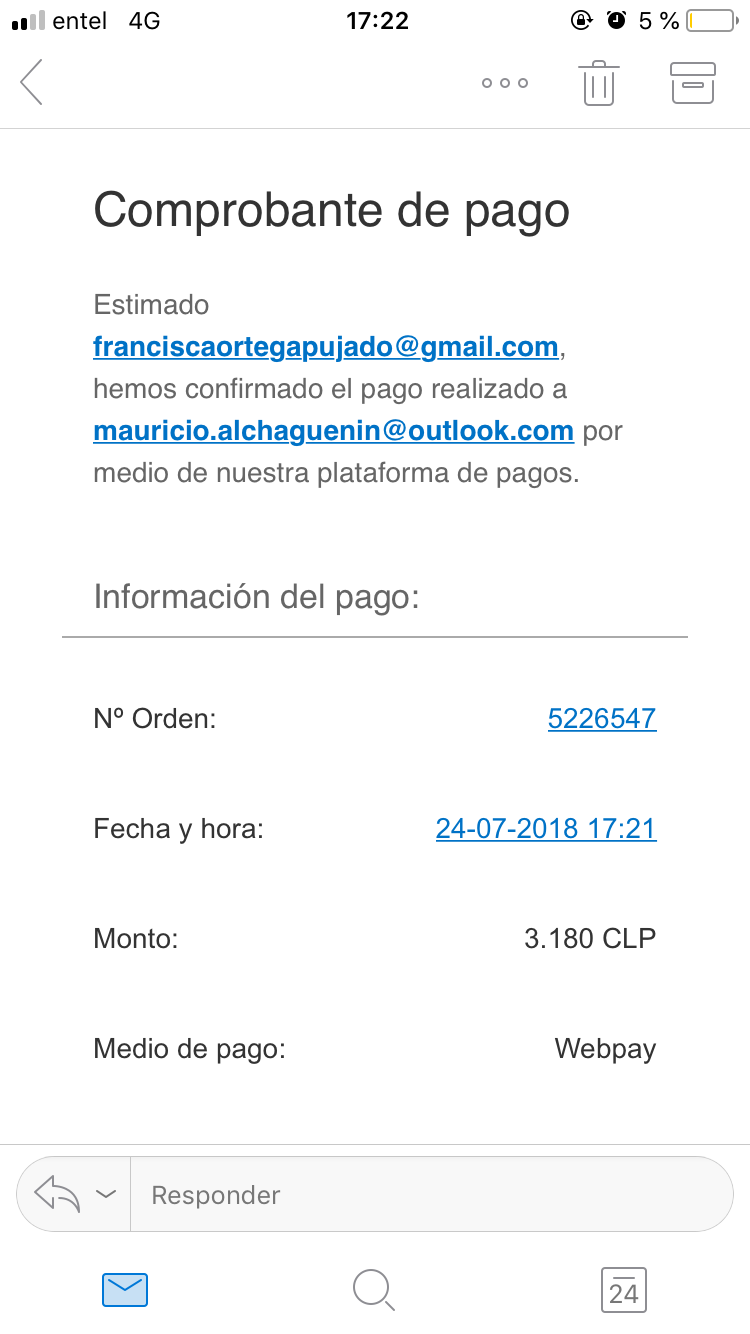 entel 4G 17:22 5 %
Comprobante de pago
Estimado
franciscaortegapujado@gmail.com,
hemos confirmado el pago realizado a
mauricio.alchaguenin@outlook.com por
medio de nuestra plataforma de pagos.
Información del pago:
Nº Orden: 5226547
Fecha y hora: 24-07-2018 17:21
Monto: 3.180 CLP
Medio de pago: Webpay
Responder
24